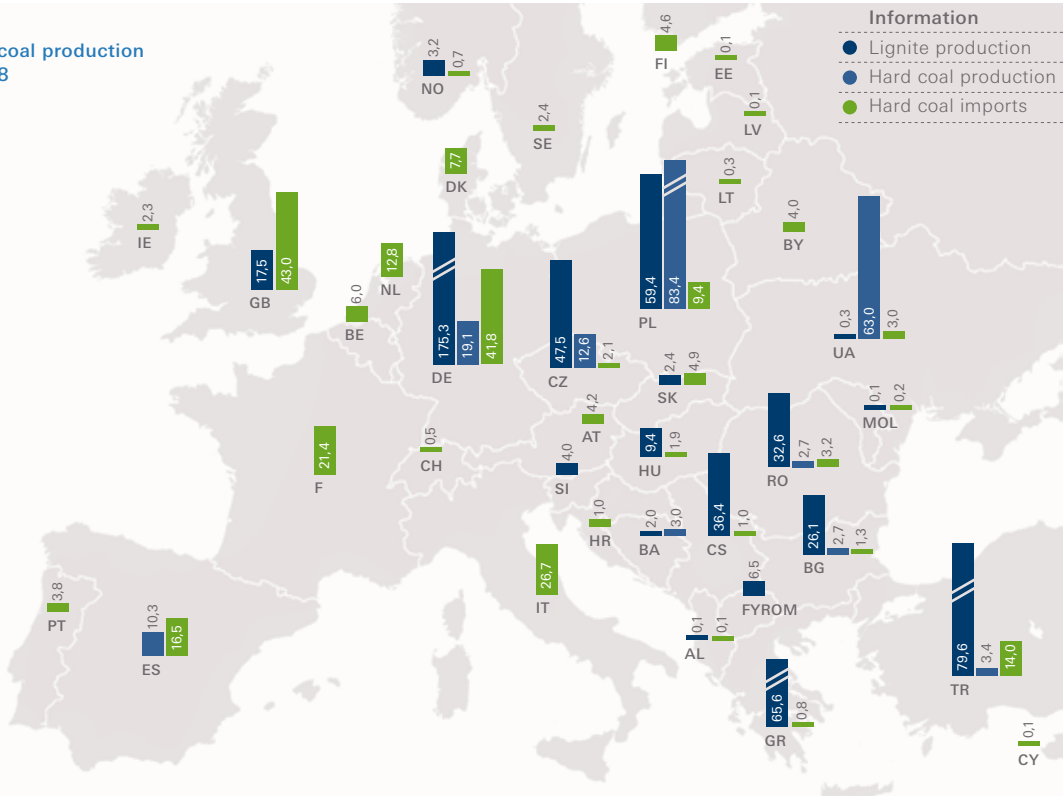 coal production
8
Information
Lignite production
Hard coal production
Hard coal imports
3,2
0,7
NO
4,6
FI
0,1
EE
0,1
LV
2,4
SE
7,7
DK
0,3
LT
4,0
BY
2,3
IE
17,5
43,0
GB
12,8
NL
6,0
BE
175,3
19,1
41,8
DE
47,5
12,6
2,1
CZ
59,4
83,4
9,4
PL
0,3
63,0
3,0
UA
2,4
4,9
SK
0,1
0,2
MOL
4,2
AT
21,4
F
0,5
CH
4,0
SI
9,4
1,9
HU
32,6
2,7
3,2
RO
1,0
HR
2,0
3,0
BA
36,4
1,0
CS
26,1
2,7
1,3
BG
26,7
IT
6,5
FYROM
3,8
PT
10,3
16,5
ES
0,1
0,1
AL
65,6
0,8
GR
79,6
3,4
14,0
TR
0,1
CY